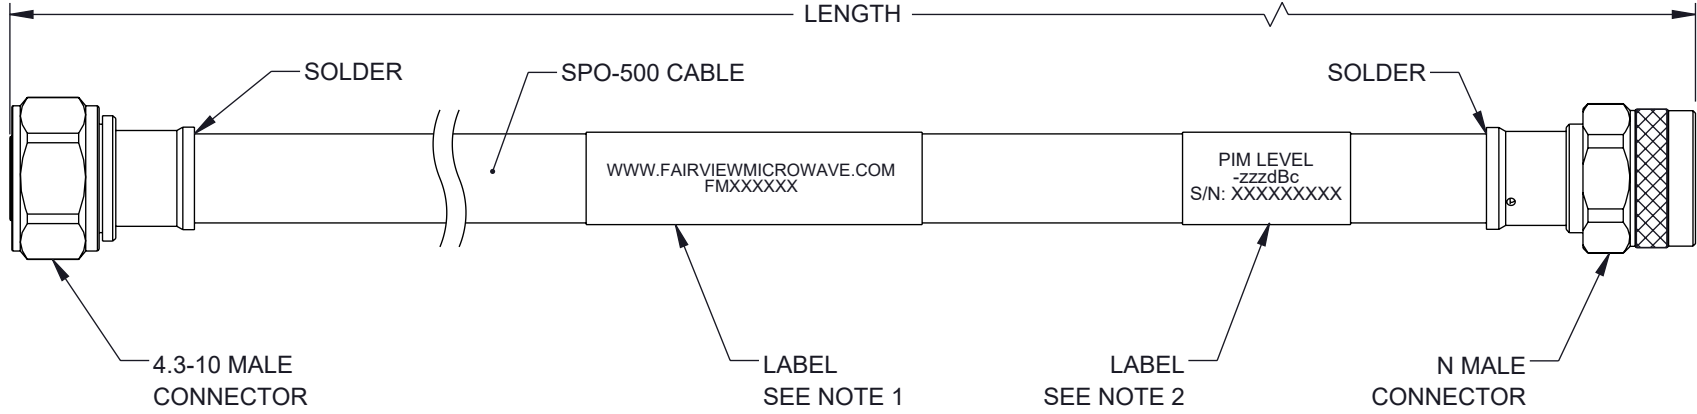 LENGTH
SOLDER
SPO-500 CABLE
SOLDER
WWW.FAIRVIEWMICROWAVE.COM
FMXXXXXX
PIM LEVEL
-zzzdBc
S/N: XXXXXXXXX
4.3-10 MALE
CONNECTOR
LABEL
SEE NOTE 1
LABEL
SEE NOTE 2
N MALE
CONNECTOR